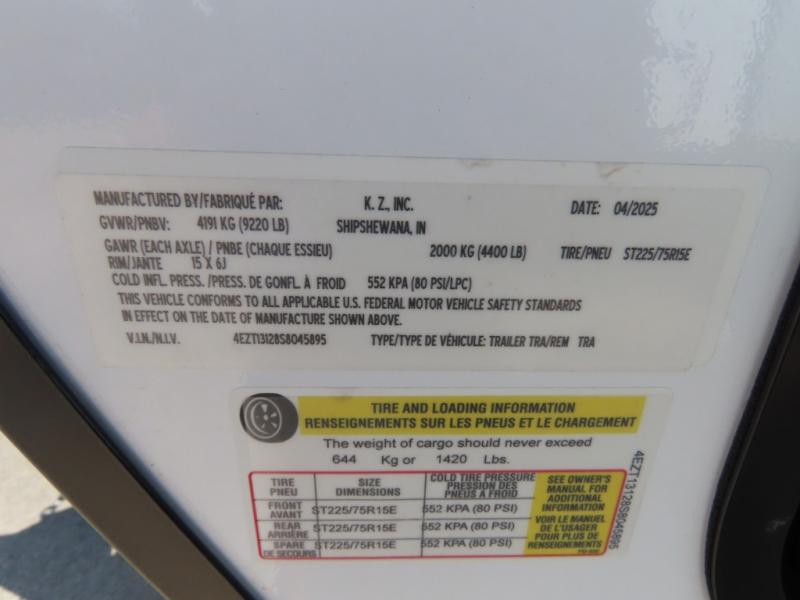 MANUFACTURED BY/FABRIQUÉ PAR: K. Z., INC. DATE: 04/2025
GVWR/PNBV: 4191 KG (9220 LB) SHIPSHEWANA, IN
GAWR (EACH AXLE) / PNBE (CHAQUE ESSIEU) 2000 KG (4400 LB) TIRE/PNEU ST225/75R15E
RIM/JANTE 15 X 6J
COLD INFL. PRESS. /PRESS. DE GONFL. À FROID 552 KPA (80 PSI/LPC)
THIS VEHICLE CONFORMS TO ALL APPLICABLE U.S. FEDERAL MOTOR VEHICLE SAFETY STANDARDS
IN EFFECT ON THE DATE OF MANUFACTURE SHOWN ABOVE.
V.I.N./N.I.V. 4EZT13128S8045895 TYPE/TYPE DE VÉHICULE: TRAILER TRA/REM TRA
TIRE AND LOADING INFORMATION
RENSEIGNEMENTS SUR LES PNEUS ET LE CHARGEMENT
The weight of cargo should never exceed
644 Kg or 1420 Lbs.
TIRE
PNEU
SIZE
DIMENSIONS
COLD TIRE PRESSURE
PRESSION DES
PNEUS A FROID
FRONT
AVANT
ST225/75R15E
552 KPA (80 PSI)
REAR
ARRIÈRE
ST225/75R15E
552 KPA (80 PSI)
SPARE
DE SECOURS
ST225/75R15E
552 KPA (80 PSI)
SEE OWNER'S
MANUAL FOR
ADDITIONAL
INFORMATION
VOIR LE MANUEL
DE L'USAGER
POUR PLUS DE
RENSEIGNEMENTS
4EZT13128S8045895